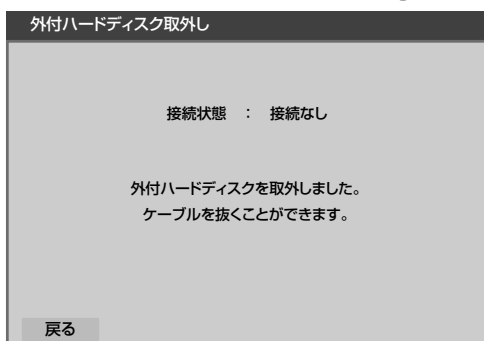 外付ハードディスク取外し
接続状態 : 接続なし
外付ハードディスクを取外しました。
ケーブルを抜くことができます。
戻る